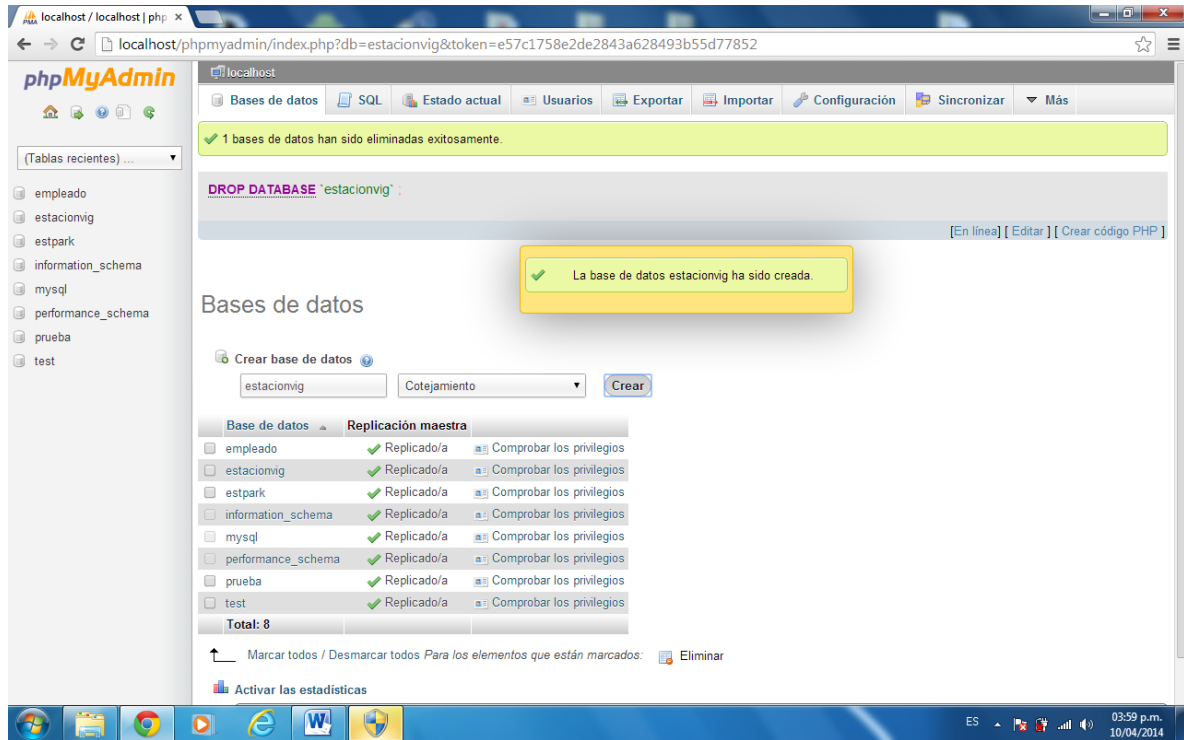 localhost / localhost | php
localhost/phpmyadmin/index.php?db=estacionvig&token=e57c1758e2de2843a628493b55d77852
phpMyAdmin
(Tablas recientes) ...
empleado
estacionvig
estpark
information_schema
mysql
performance_schema
prueba
test
localhost
Bases de datos SQL Estado actual Usuarios Exportar Importar Configuración Sincronizar Más
1 bases de datos han sido eliminadas exitosamente.
DROP DATABASE `estacionvig` ;
[En línea] [ Editar ] [ Crear código PHP ]
La base de datos estacionvig ha sido creada.
Bases de datos
Crear base de datos
estacionvig Cotejamiento Crear
Base de datos Replicación maestra
empleado Replicado/a Comprobar los privilegios
estacionvig Replicado/a Comprobar los privilegios
estpark Replicado/a Comprobar los privilegios
information_schema Replicado/a Comprobar los privilegios
mysql Replicado/a Comprobar los privilegios
performance_schema Replicado/a Comprobar los privilegios
prueba Replicado/a Comprobar los privilegios
test Replicado/a Comprobar los privilegios
Total: 8
Marcar todos / Desmarcar todos Para los elementos que están marcados: Eliminar
Activar las estadísticas
ES
03:59 p.m.
10/04/2014